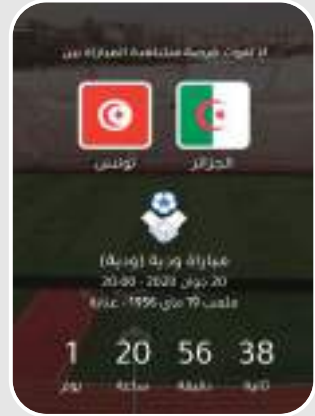 لا تفوت فرصة مشاهدة المباراة بين
الجزائر
تونس
مباراة ودية (ودية)
20 جوان 2023 - 20:00
ملعب 19 ماي 1956 - عنابة
1 20 56 38
يوم ساعة دقيقة ثانية